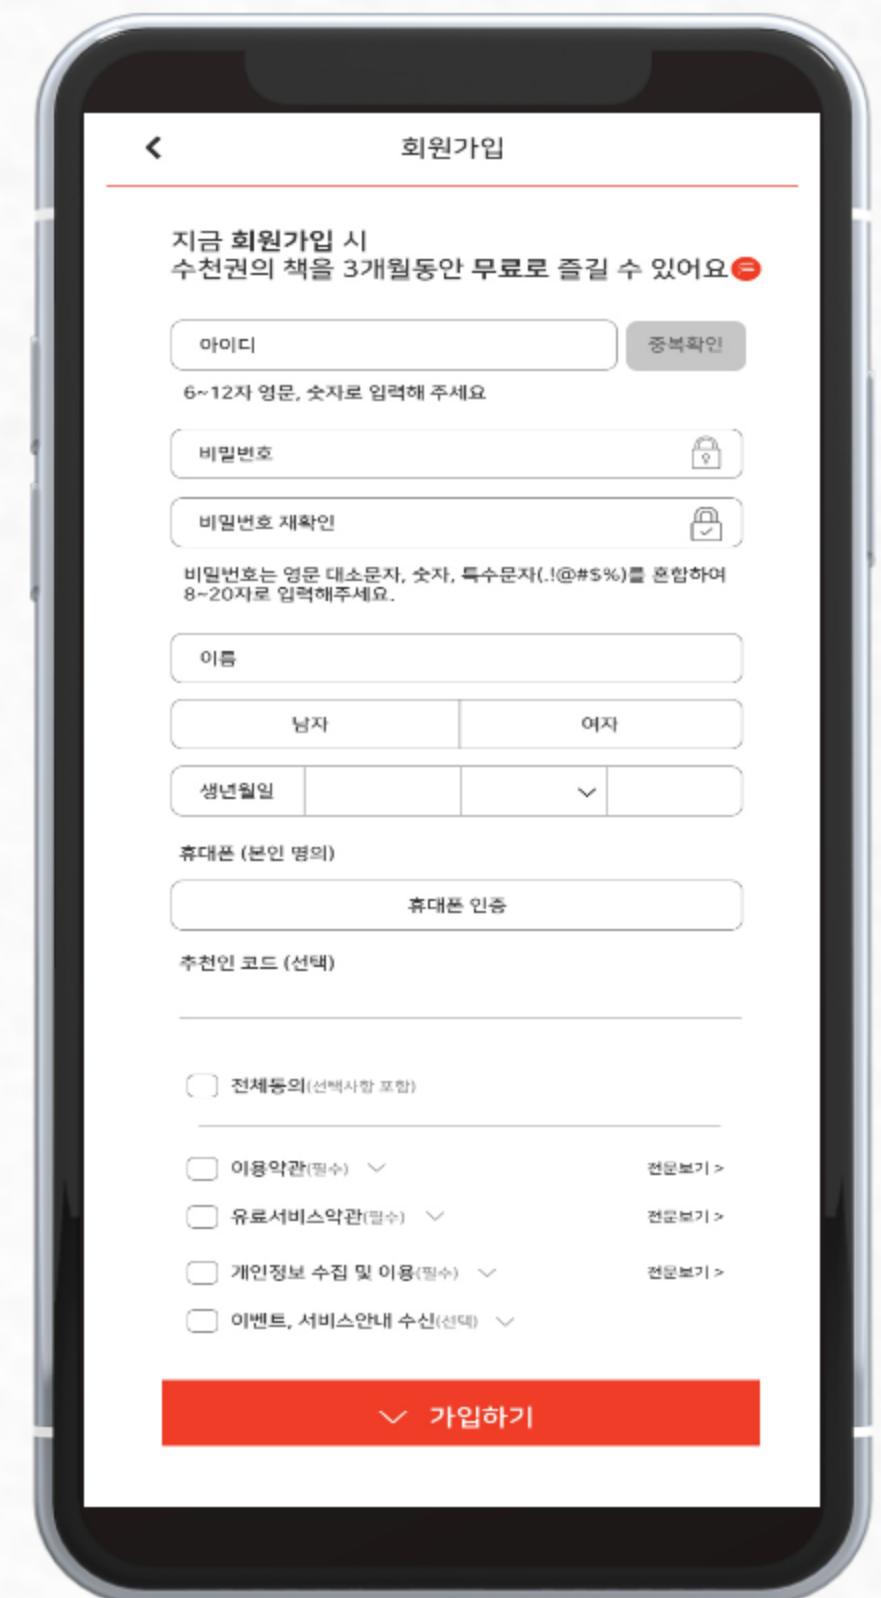 회원가입
지금 회원가입 시
수천권의 책을 3개월동안 무료로 즐길 수 있어요
아이디
중복확인
6~12자 영문, 숫자로 입력해 주세요
비밀번호
비밀번호 재확인
비밀번호는 영문 대소문자, 숫자, 특수문자(.!@#$%)를 혼합하여
8~20자로 입력해주세요.
이름
남자 여자
생년월일
휴대폰 (본인 명의)
휴대폰 인증
추천인 코드 (선택)
전체동의(선택사항 포함)
이용약관(필수) 전문보기 >
유료서비스약관(필수) 전문보기 >
개인정보 수집 및 이용(필수) 전문보기 >
이벤트, 서비스안내 수신(선택)
가입하기